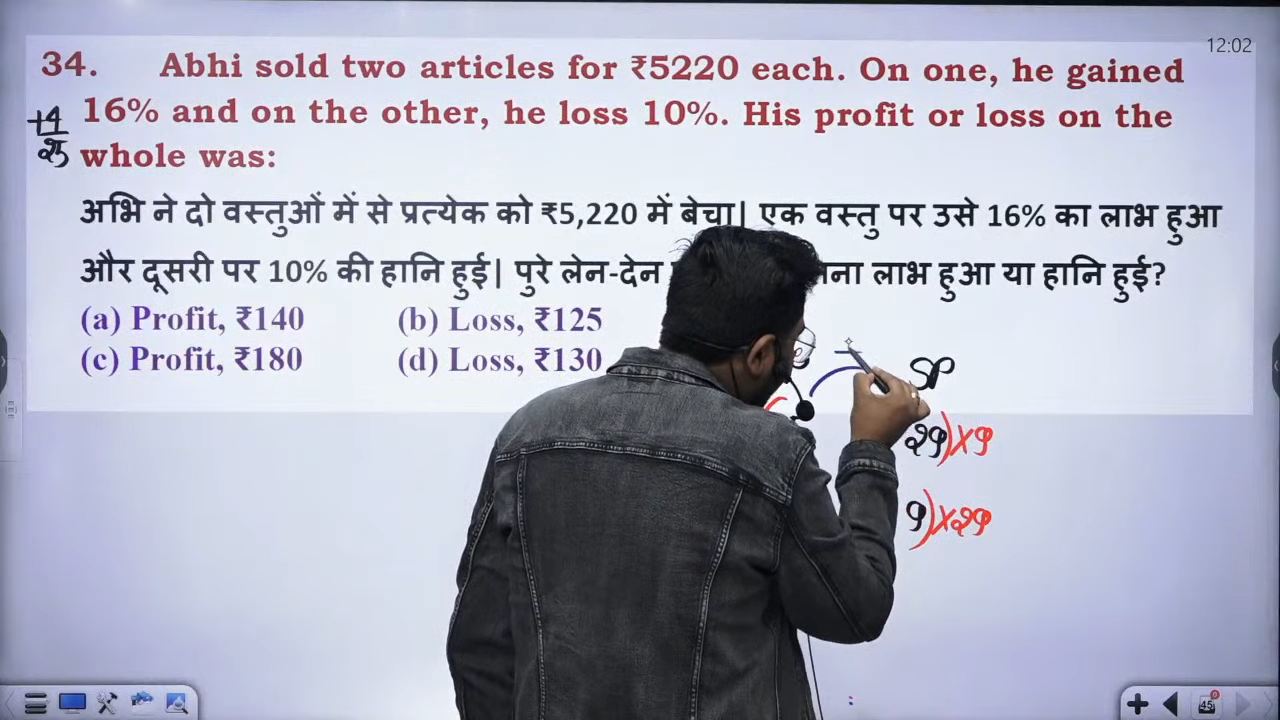 12:02
34. Abhi sold two articles for ₹5220 each. On one, he gained
16% and on the other, he loss 10%. His profit or loss on the
whole was:
+4
25
अभि ने दो वस्तुओं में से प्रत्येक को ₹5,220 में बेचा| एक वस्तु पर उसे 16% का लाभ हुआ
और दूसरी पर 10% की हानि हुई| पुरे लेन-देन लाभ हुआ या हानि हुई?
(a) Profit, ₹140 (b) Loss, ₹125
(c) Profit, ₹180 (d) Loss, ₹130
SP
29)×9
9)×29
45